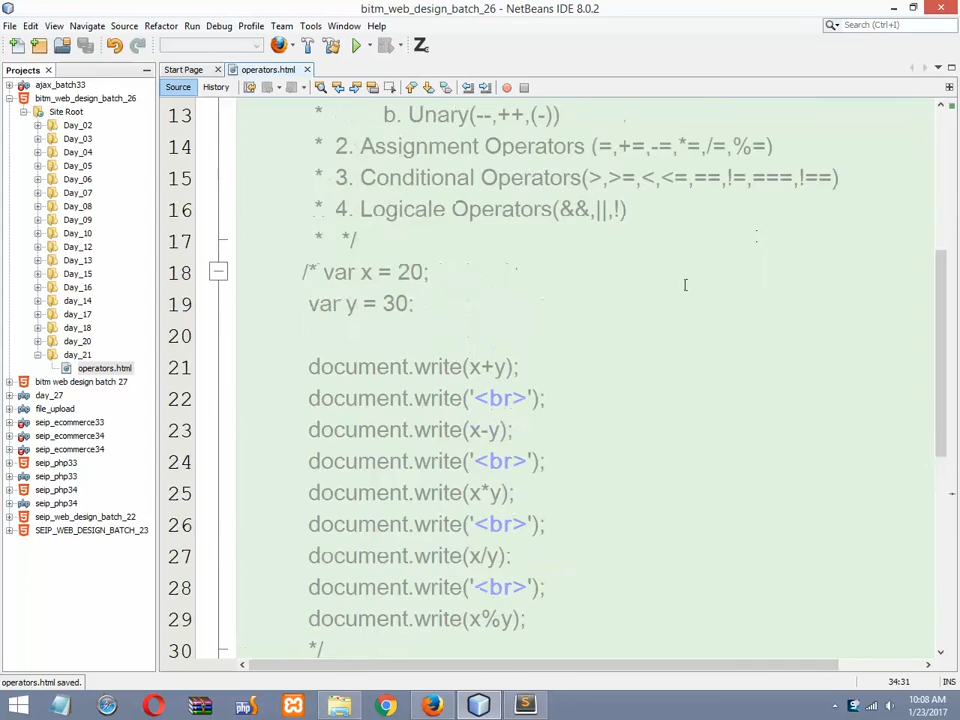 bitm_web_design_batch_26 - NetBeans IDE 8.0.2
File Edit View Navigate Source Refactor Run Debug Profile Team Tools Window Help
Search (Ctrl+I)
Projects
Start Page
operators.html
Source History
ajax_batch33
bitm_web_design_batch_26
Site Root
Day_02
Day_03
Day_04
Day_05
Day_06
Day_07
Day_08
Day_09
Day_10
Day_12
Day_13
Day_15
Day_16
day_14
day_17
day_18
day_20
day_21
operators.html
bitm web design batch 27
day_27
file_upload
seip_ecommerce33
seip_ecommerce34
seip_ecommerce34
seip_php33
seip_php33
seip_php34
seip_php34
seip_web_design_batch_22
SEIP_WEB_DESIGN_BATCH_23
13 * b. Unary(--,++,(-))
14 * 2. Assignment Operators (=,+=,-=,*=,/=,%=)
15 * 3. Conditional Operators(>,>=,<,<=,==,!=,===,!==)
16 * 4. Logicale Operators(&&,||,!)
17 * */
18 /* var x = 20;
19 var y = 30;
20
21 document.write(x+y);
22 document.write('<br>');
23 document.write(x-y);
24 document.write('<br>');
25 document.write(x*y);
26 document.write('<br>');
27 document.write(x/y):
28 document.write('<br>');
29 document.write(x%y);
30 */
operators.html saved.
34:31 INS
10:08 AM
1/23/2017